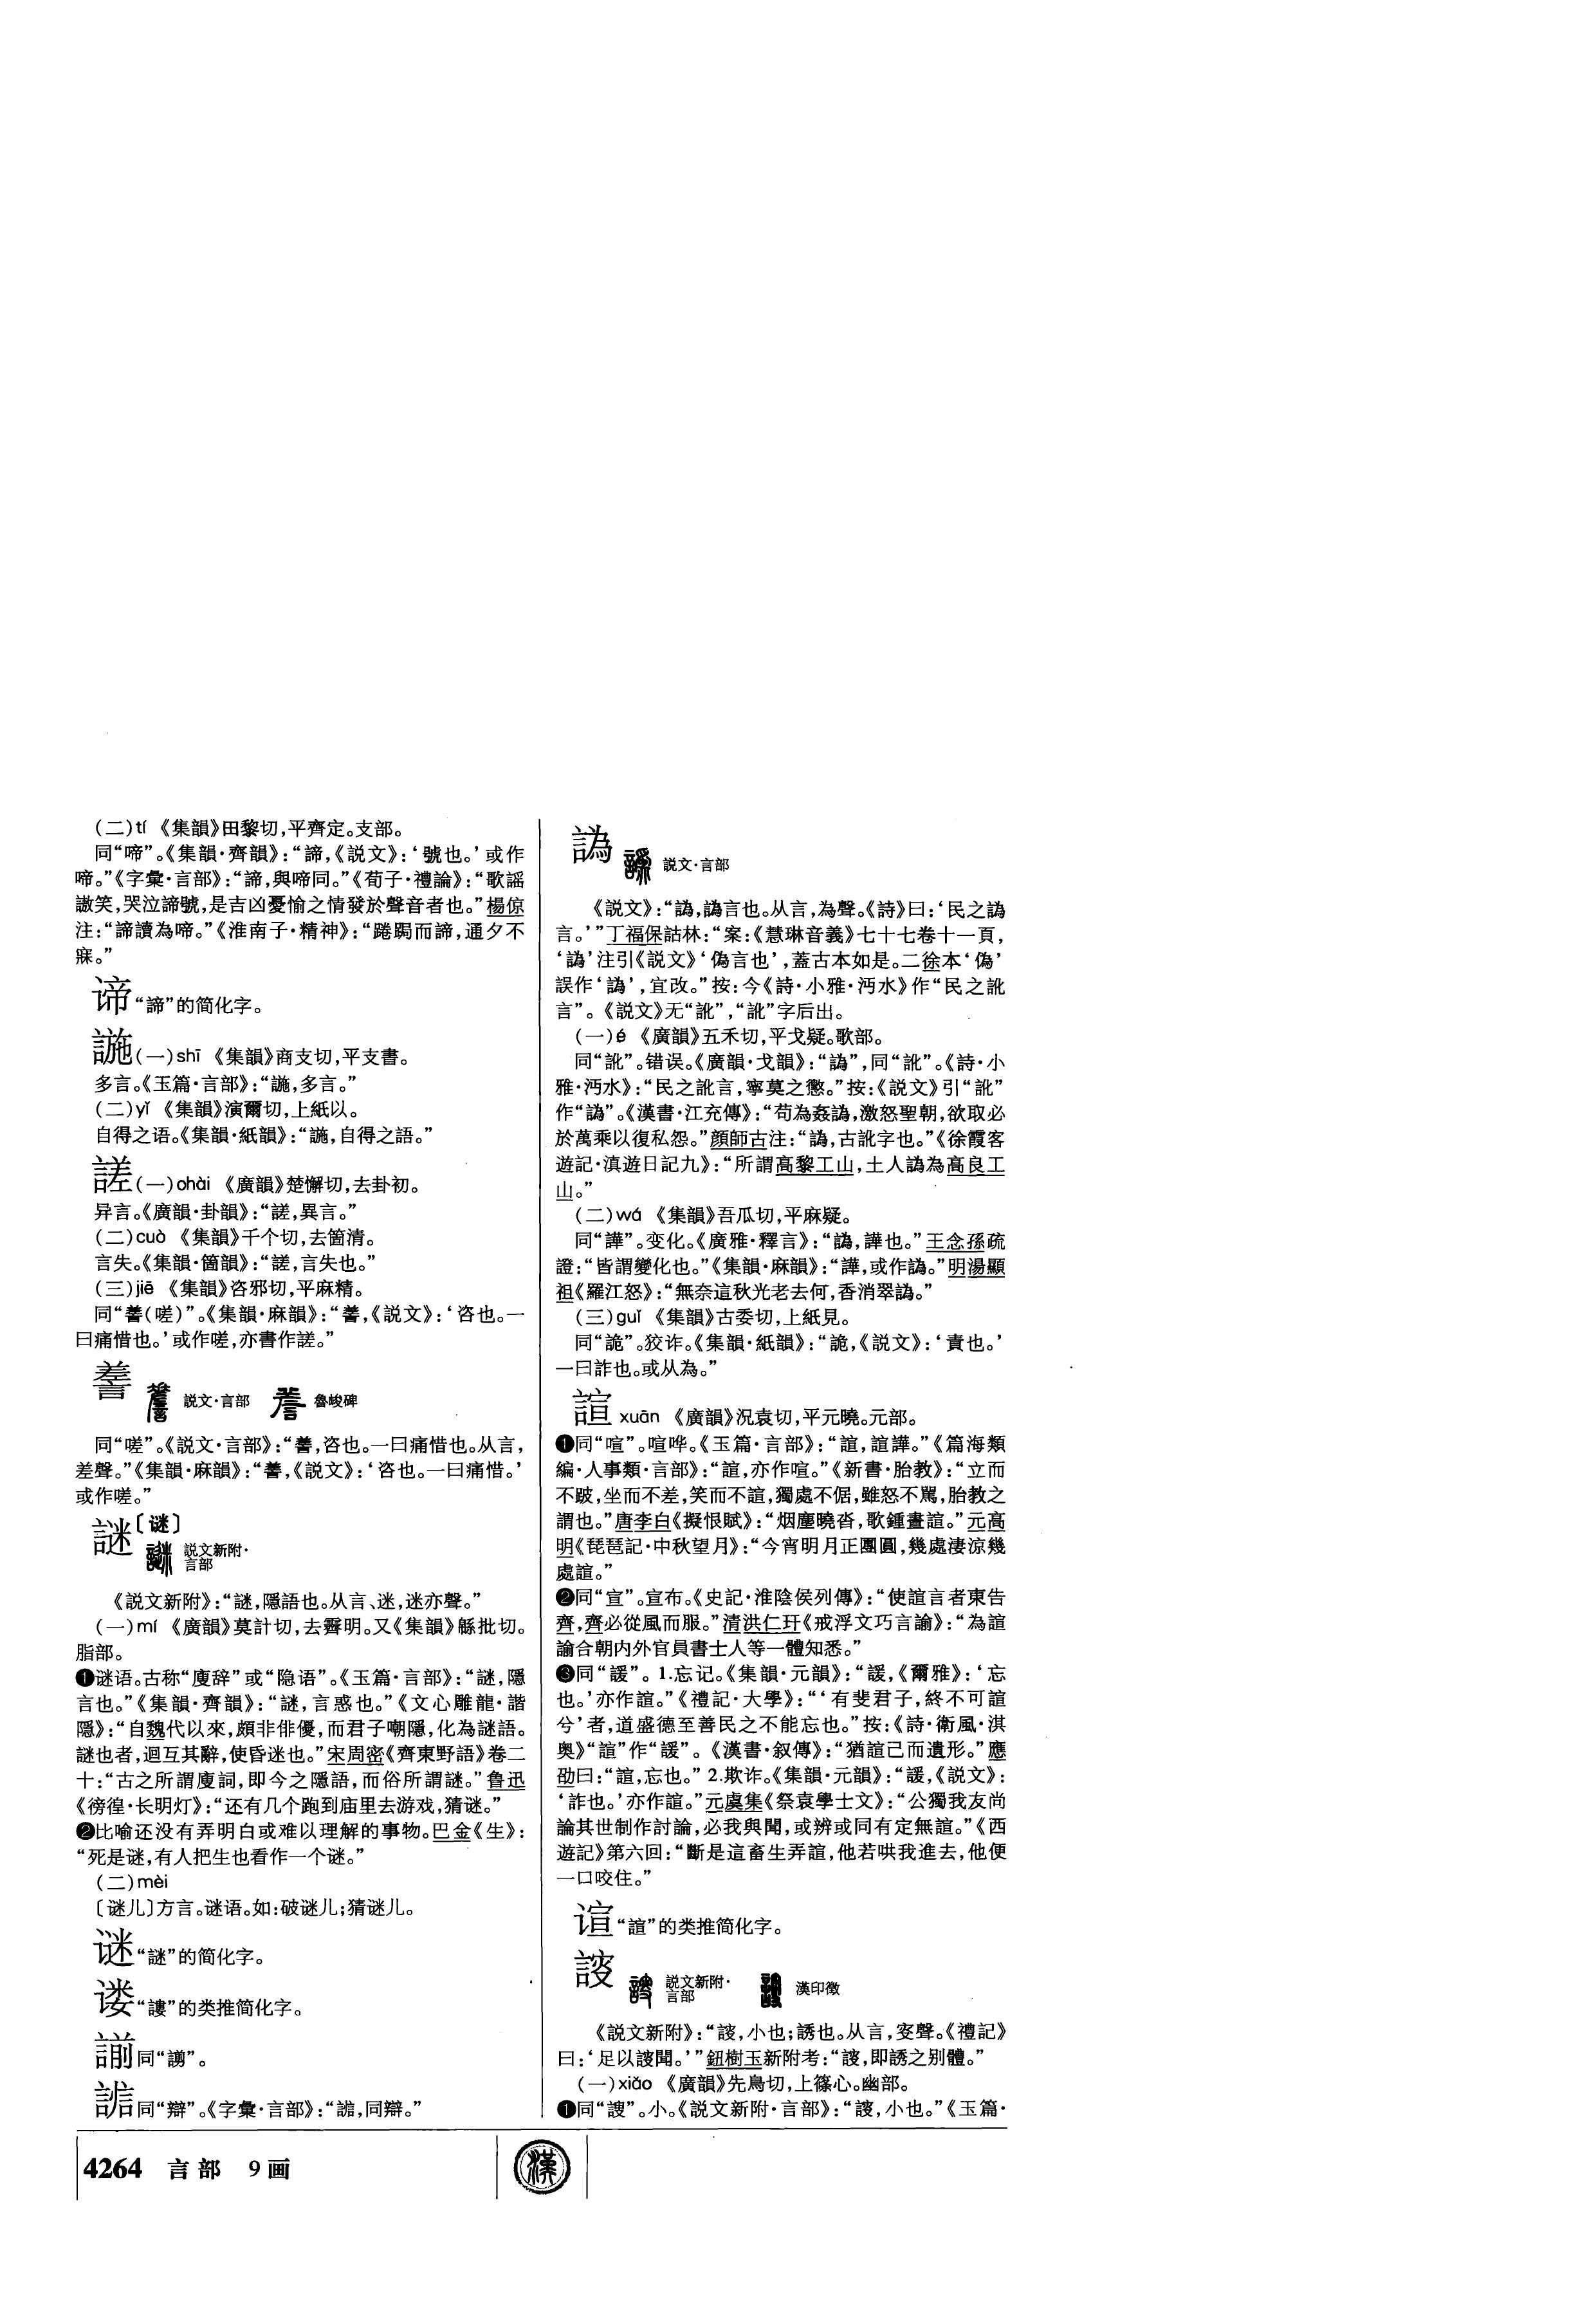 (二)tí 《集韻》田黎切,平齊定。支部。
同“啼”。《集韻·齊韻》:“諦,《説文》:‘號也。’或作
啼。”《字彙·言部》:“諦,與啼同。”《荀子·禮論》:“歌謡
謸笑,哭泣諦號,是吉凶憂愉之情發於聲音者也。”楊倞
注:“諦讀為啼。”《淮南子·精神》:“踡跼而諦,通夕不
寐。”
谛“諦”的简化字。
䛠(一)shī 《集韻》商支切,平支書。
多言。《玉篇·言部》:“䛠,多言。”
(二)yǐ 《集韻》演爾切,上紙以。
自得之语。《集韻·紙韻》:“䛠,自得之語。”
䜁(一)chài 《廣韻》楚懈切,去卦初。
异言。《廣韻·卦韻》:“䜁,異言。”
(二)cuò 《集韻》千个切,去箇清。
言失。《集韻·箇韻》:“䜁,言失也。”
(三)jiē 《集韻》咨邪切,平麻精。
同“謩(嗟)”。《集韻·麻韻》:“𧪘,《説文》:‘咨也。一
曰痛惜也。’或作嗟,亦書作䜁。”
𧪘 説文·言部 魯峻碑
同“嗟”。《説文·言部》:“𧪘,咨也。一曰痛惜也。从言,
差聲。”《集韻·麻韻》:“𧪘,《説文》:‘咨也。一曰痛惜。’
或作嗟。”
謎〔谜〕
説文新附·
言部
《説文新附》:“謎,隱語也。从言、迷,迷亦聲。”
(一)mí 《廣韻》莫計切,去霽明。又《集韻》緜批切。
脂部。
❶谜语。古称“廋辞”或“隐语”。《玉篇·言部》:“謎,隱
言也。”《集韻·齊韻》:“謎,言惑也。”《文心雕龍·諧
隱》:“自魏代以來,頗非俳優,而君子嘲隱,化為謎語。
謎也者,迴互其辭,使昏迷也。”宋周密《齊東野語》卷二
十:“古之所謂廋詞,即今之隱語,而俗所謂謎。”鲁迅
《徬徨·长明灯》:“还有几个跑到庙里去游戏,猜谜。”
❷比喻还没有弄明白或难以理解的事物。巴金《生》:
“死是谜,有人把生也看作一个谜。”
(二)mèi
〔谜儿〕方言。谜语。如:破谜儿;猜谜儿。
谜“謎”的简化字。
𫍣“謱”的类推简化字。
同“謭”。
同“辯”。《字彙·言部》:“,同辯。”
譌 説文·言部
《説文》:“譌,譌言也。从言,為聲。《詩》曰:‘民之譌
言。’”丁福保詁林:“案:《慧琳音義》七十七卷十一頁,
‘譌’注引《説文》‘偽言也’,蓋古本如是。二徐本‘偽’
誤作‘譌’,宜改。”按:今《詩·小雅·沔水》作“民之訛
言”。《説文》无“訛”,“訛”字后出。
(一)é 《廣韻》五禾切,平戈疑。歌部。
同“訛”。错误。《廣韻·戈韻》:“譌”,同“訛”。《詩·小
雅·沔水》:“民之訛言,寧莫之懲。”按:《説文》引“訛”
作“譌”。《漢書·江充傳》:“苟為姦譌,激怒聖朝,欲取必
於萬乘以復私怨。”顔師古注:“譌,古訛字也。”《徐霞客
遊記·滇遊日記九》:“所謂高黎工山,土人譌為高良工
山。”
(二)wá 《集韻》吾瓜切,平麻疑。
同“譁”。变化。《廣雅·釋言》:“譌,譁也。”王念孫疏
證:“皆謂變化也。”《集韻·麻韻》:“譁,或作譌。”明湯顯
祖《羅江怒》:“無奈這秋光老去何,香消翠譌。”
(三)guǐ 《集韻》古委切,上紙見。
同“詭”。狡诈。《集韻·紙韻》:“詭,《説文》:‘責也。’
一曰詐也。或从為。”
諠 xuān 《廣韻》況袁切,平元曉。元部。
❶同“喧”。喧哗。《玉篇·言部》:“諠,諠譁。”《篇海類
編·人事類·言部》:“諠,亦作喧。”《新書·胎教》:“立而
不跛,坐而不差,笑而不諠,獨處不倨,雖怒不駡,胎教之
謂也。”唐李白《擬恨賦》:“烟塵曉沓,歌鍾晝諠。”元高
明《琵琶記·中秋望月》:“今宵明月正團圓,幾處淒涼幾
處諠。”
❷同“宣”。宣布。《史記·淮陰侯列傳》:“使諠言者東告
齊,齊必從風而服。”清洪仁玕《戒浮文巧言諭》:“為諠
諭合朝内外官員書士人等一體知悉。”
❸同“諼”。1.忘记。《集韻·元韻》:“諼,《爾雅》:‘忘
也。’亦作諠。”《禮記·大學》:“‘有斐君子,終不可諠
兮’者,道盛德至善民之不能忘也。”按:《詩·衛風·淇
奥》“諠”作“諼”。《漢書·叙傳》:“猶諠己而遺形。”應
劭曰:“諠,忘也。”2.欺诈。《集韻·元韻》:“諼,《説文》:
‘詐也。’亦作諠。”元虞集《祭袁學士文》:“公獨我友尚
論其世制作討論,必我與聞,或辨或同有定無諠。”《西
遊記》第六回:“斷是這畜生弄諠,他若哄我進去,他便
一口咬住。”
“諠”的类推简化字。
謏 説文新附·
言部
漢印徵
《説文新附》:“謏,小也;誘也。从言,叜聲。《禮記》
曰:‘足以謏聞。’”鈕樹玉新附考:“謏,即誘之别體。”
(一)xiǎo 《廣韻》先鳥切,上篠心。幽部。
❶同“謏”。小。《説文新附·言部》:“謏,小也。”《玉篇·
4264 言部 9画
漢